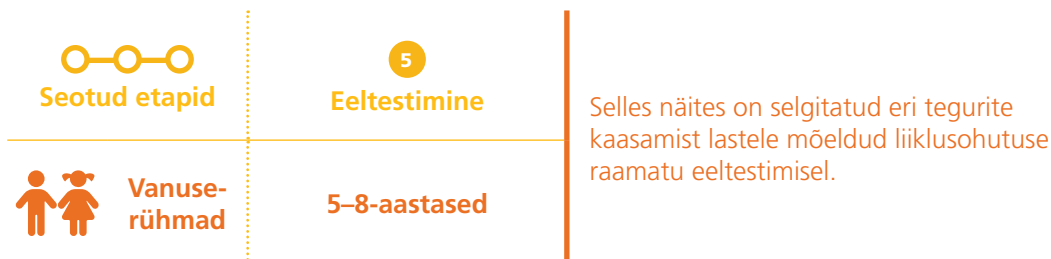 Seotud etapid
5
Eeltestimine
Vanuse-
rühmad
5–8-aastased
Selles näites on selgitatud eri tegurite
kaasamist lastele mõeldud liiklusohutuse
raamatu eeltestimisel.